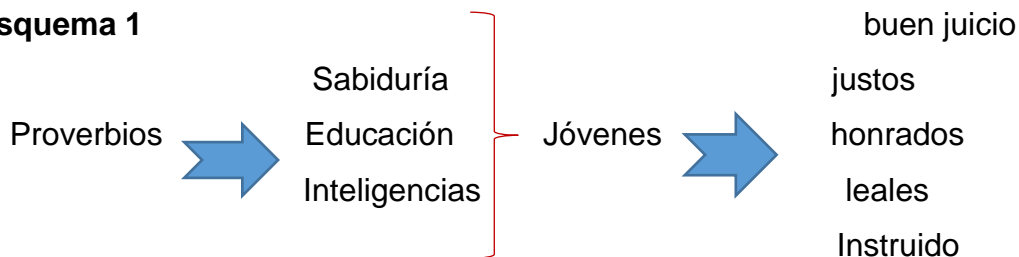 squema 1
buen juicio
Sabiduría
justos
Proverbios
Educación
Jóvenes
honrados
Inteligencias
leales
Instruido